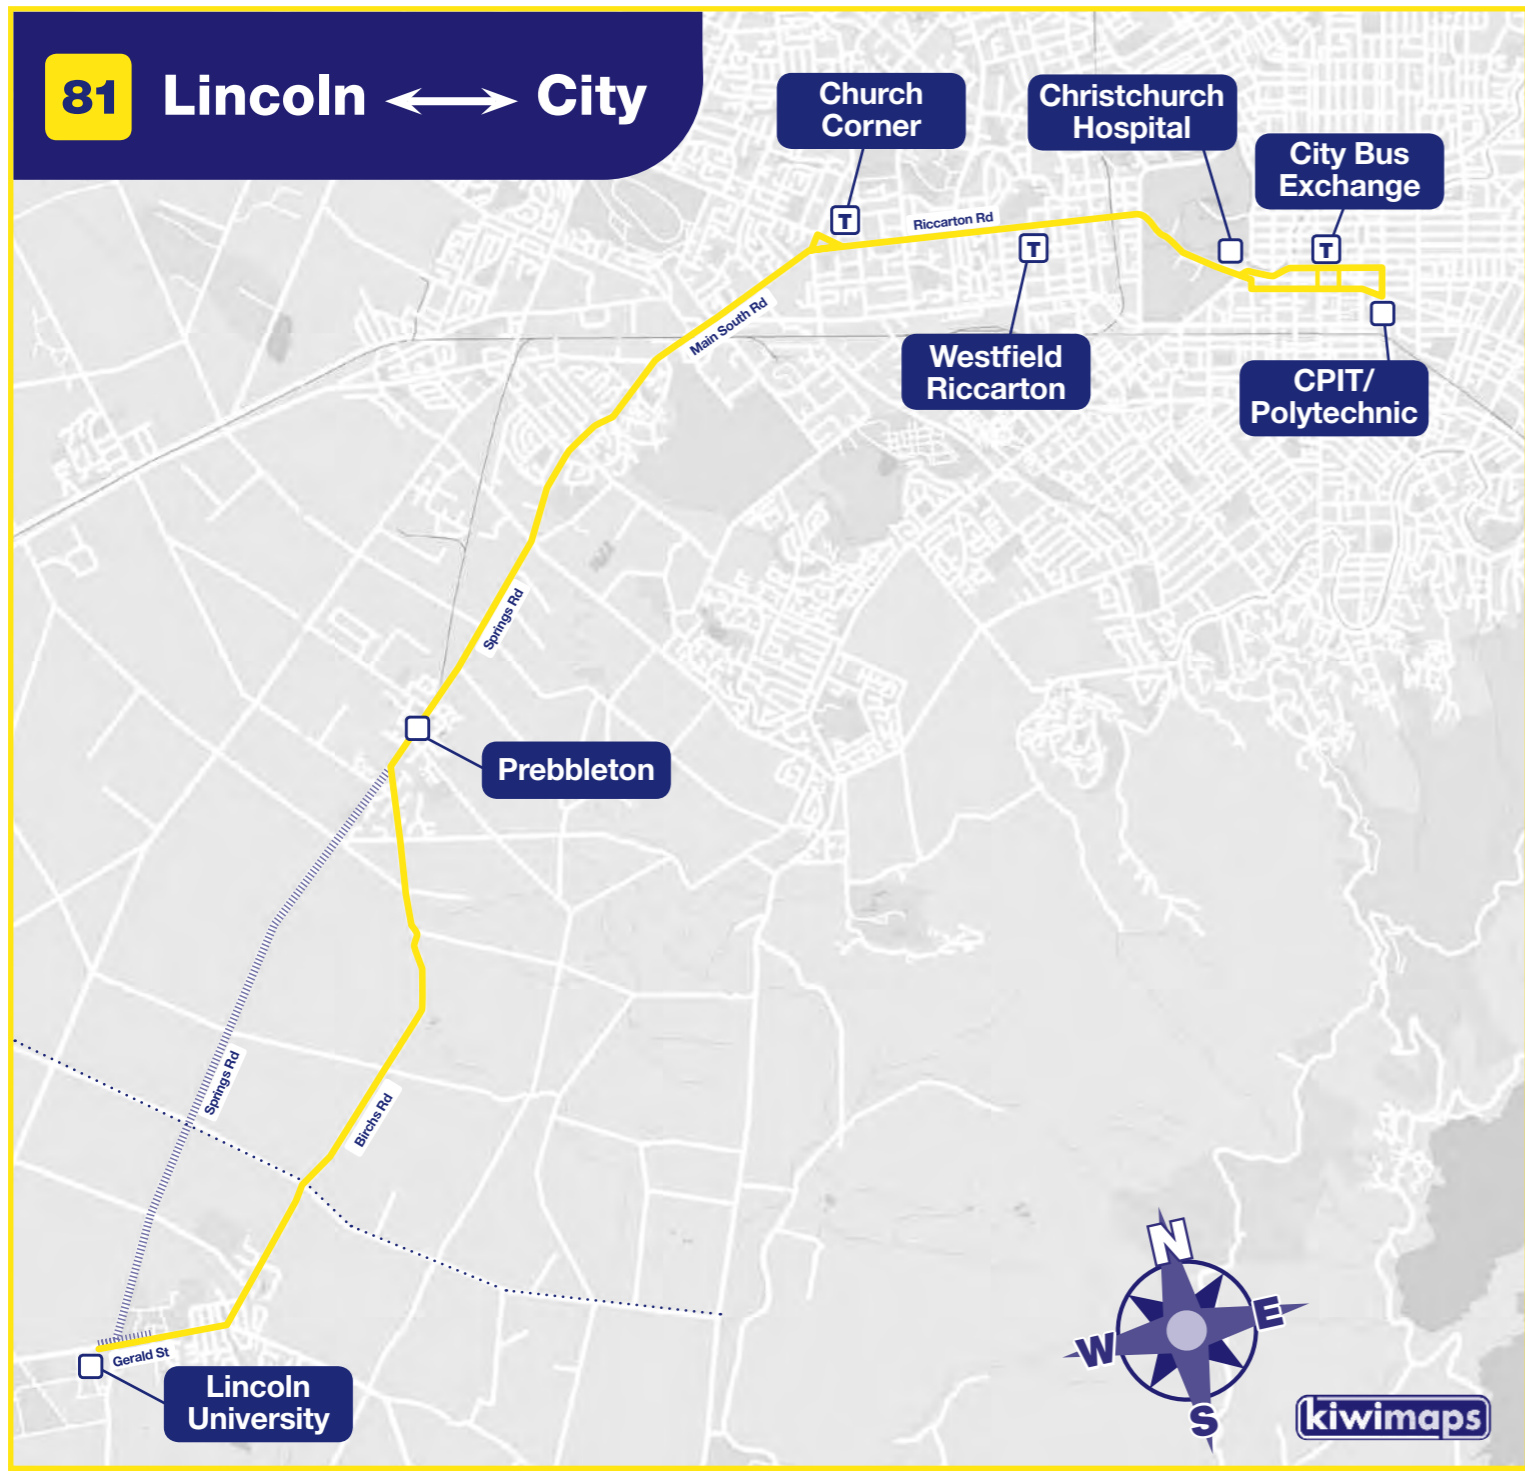 81 Lincoln City
Church
Corner
Christchurch
Hospital
City Bus
Exchange
T
Riccarton Rd
T
T
Main South Rd
Westfield
Riccarton
CPIT/
Polytechnic
Springs Rd
Prebbleton
Springs Rd
Birchs Rd
N
E
W
S
Gerald St
Lincoln
University
kiwimaps